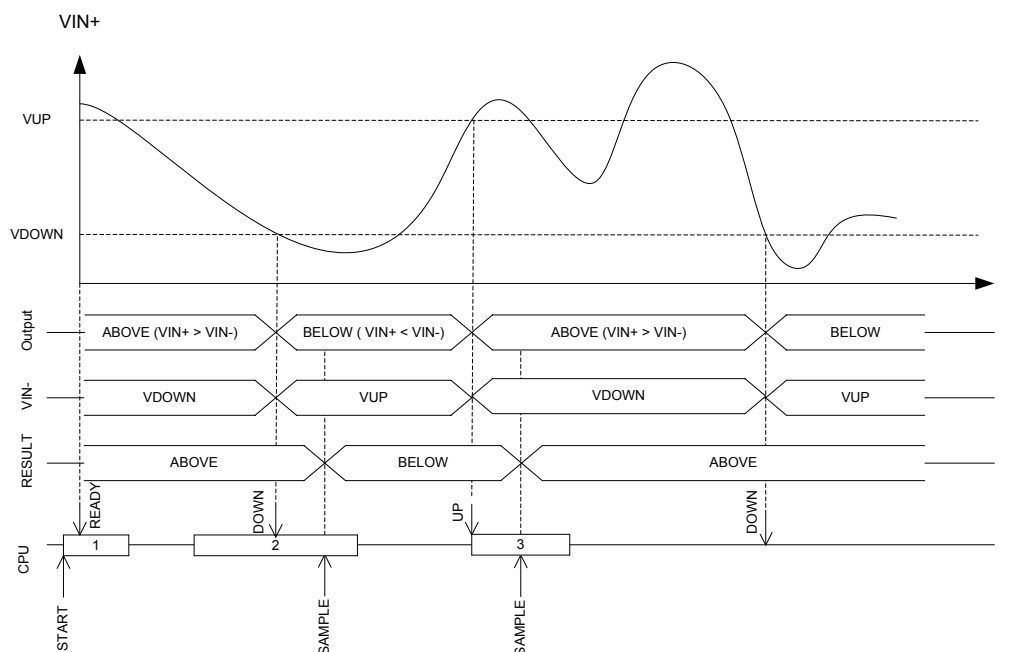 VIN+
VUP
VDOWN
Output
ABOVE (VIN+ > VIN-)
BELOW ( VIN+ < VIN-)
ABOVE (VIN+ > VIN-)
BELOW
VIN-
VDOWN
VUP
VDOWN
VUP
RESULT
ABOVE
BELOW
ABOVE
READY
DOWN
UP
DOWN
CPU
1
2
3
START
SAMPLE
SAMPLE